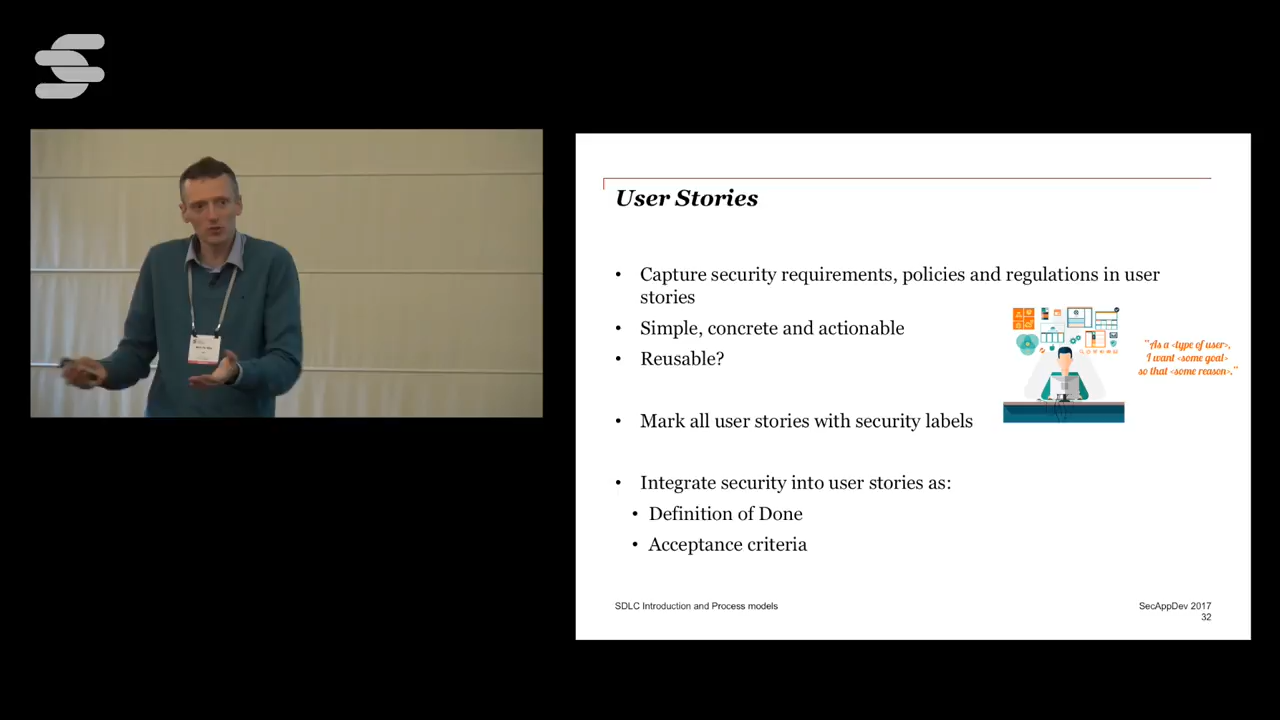 User Stories
• Capture security requirements, policies and regulations in user
stories
• Simple, concrete and actionable
• Reusable?
"As a <type of user>,
I want <some goal>
so that <some reason>."
• Mark all user stories with security labels
• Integrate security into user stories as:
• Definition of Done
• Acceptance criteria
SDLC Introduction and Process models
SecAppDev 2017
32